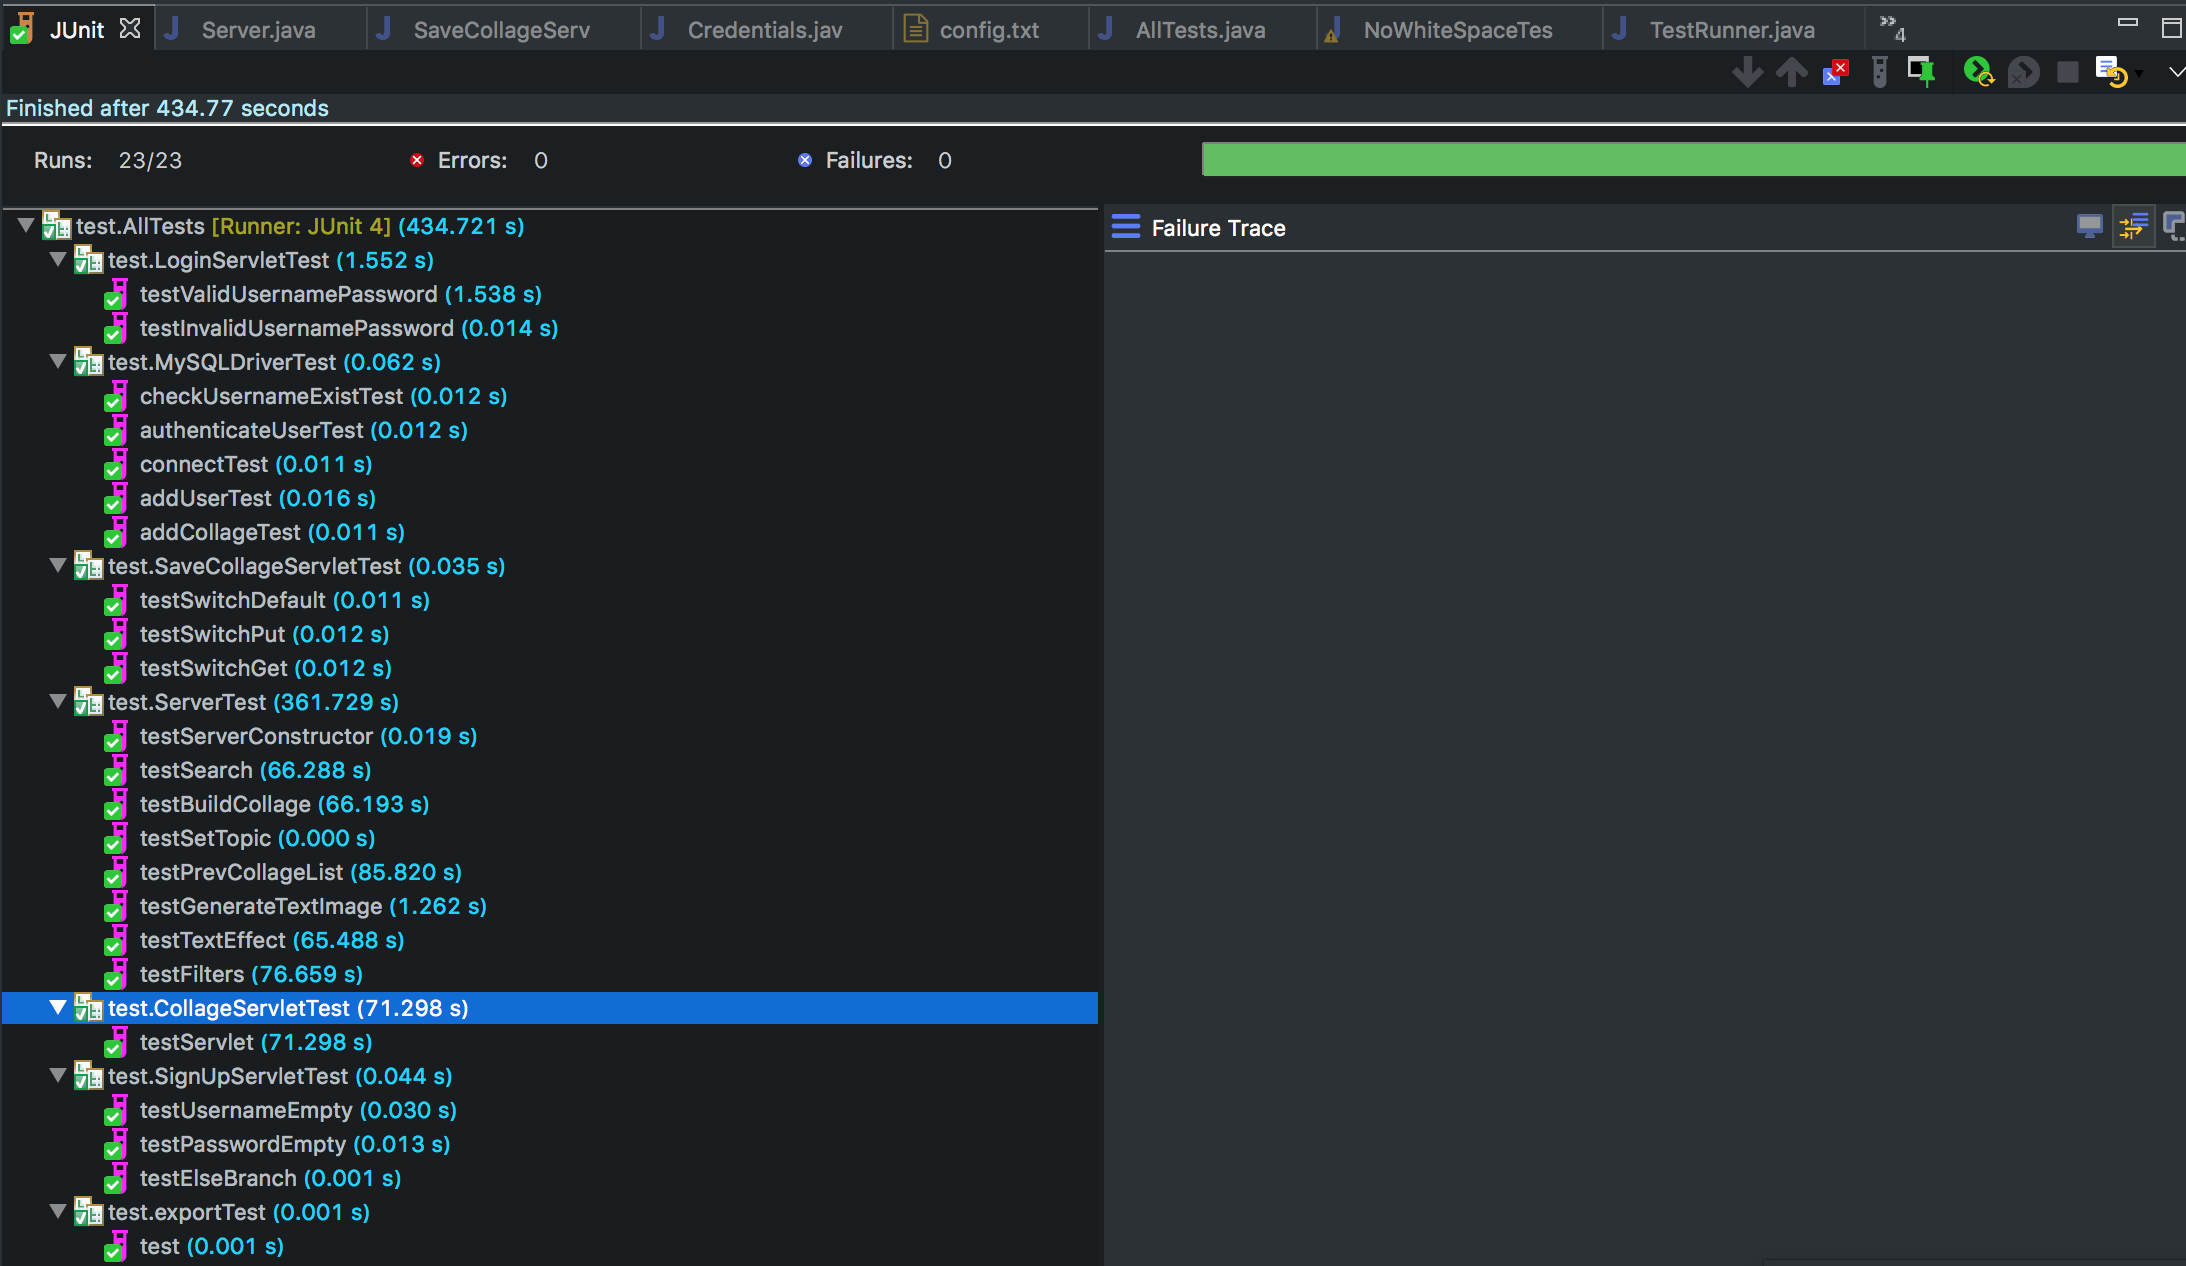 JUnit Server.java SaveCollageServ Credentials.jav config.txt AllTests.java NoWhiteSpaceTes TestRunner.java »4
Finished after 434.77 seconds
Runs: 23/23 Errors: 0 Failures: 0
test.AllTests [Runner: JUnit 4] (434.721 s)
Failure Trace
test.LoginServletTest (1.552 s)
testValidUsernamePassword (1.538 s)
testInvalidUsernamePassword (0.014 s)
test.MySQLDriverTest (0.062 s)
checkUsernameExistTest (0.012 s)
authenticateUserTest (0.012 s)
connectTest (0.011 s)
addUserTest (0.016 s)
addCollageTest (0.011 s)
test.SaveCollageServletTest (0.035 s)
testSwitchDefault (0.011 s)
testSwitchPut (0.012 s)
testSwitchGet (0.012 s)
test.ServerTest (361.729 s)
testServerConstructor (0.019 s)
testSearch (66.288 s)
testBuildCollage (66.193 s)
testSetTopic (0.000 s)
testPrevCollageList (85.820 s)
testGenerateTextImage (1.262 s)
testTextEffect (65.488 s)
testFilters (76.659 s)
test.CollageServletTest (71.298 s)
testServlet (71.298 s)
test.SignUpServletTest (0.044 s)
testUsernameEmpty (0.030 s)
testPasswordEmpty (0.013 s)
testElseBranch (0.001 s)
test.exportTest (0.001 s)
test (0.001 s)